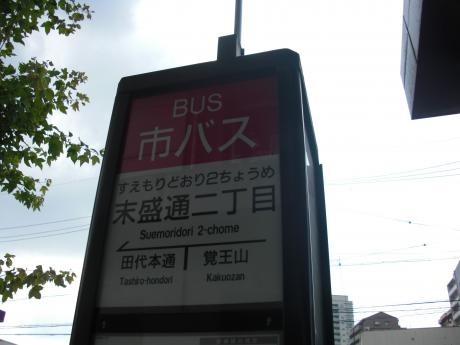 BUS
市バス
すえもりどおり2ちょうめ
末盛通二丁目
Suemoridori 2-chome
田代本通 覚王山
Tashiro-hondori Kakuozan